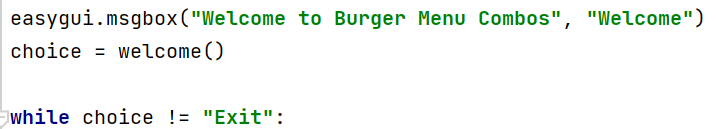 easygui.msgbox("Welcome to Burger Menu Combos", "Welcome")
choice = welcome()
while choice != "Exit":